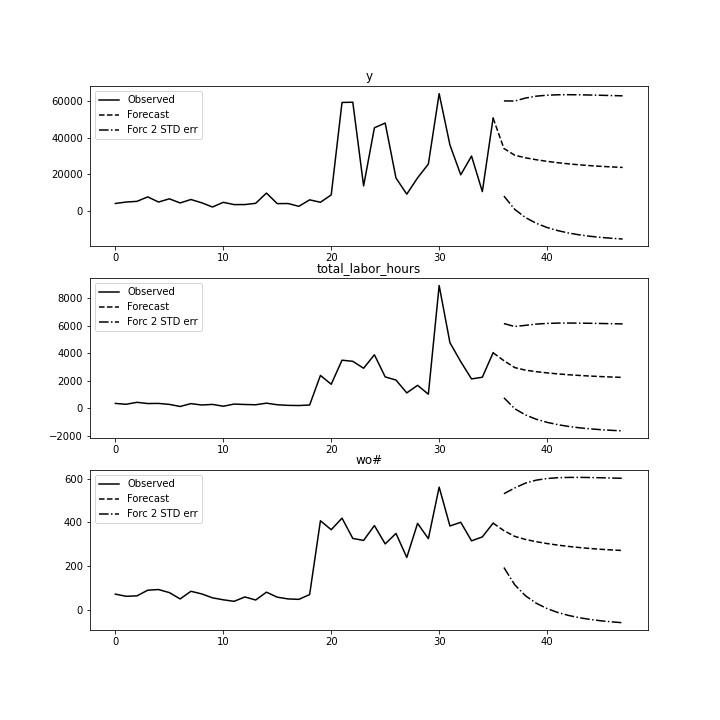 y
60000
40000
20000
0
Observed
Forecast
Forc 2 STD err
0 10 20 30 40
total_labor_hours
8000
6000
4000
2000
0
−2000
Observed
Forecast
Forc 2 STD err
0 10 20 30 40
wo#
600
400
200
0
Observed
Forecast
Forc 2 STD err
0 10 20 30 40